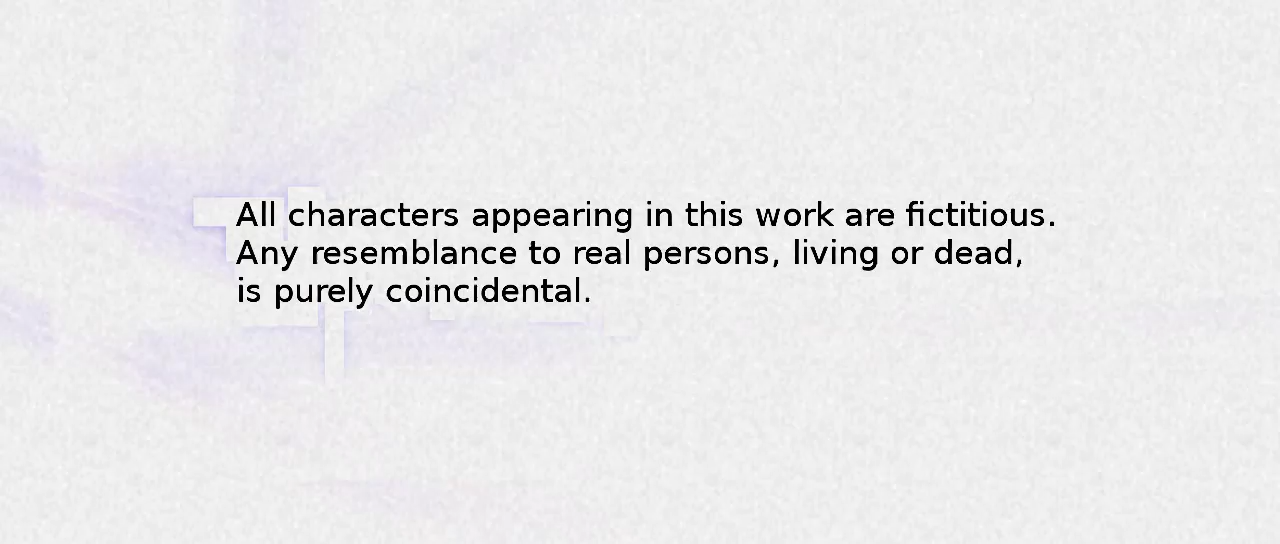 All characters appearing in this work are fictitious.
Any resemblance to real persons, living or dead,
is purely coincidental.